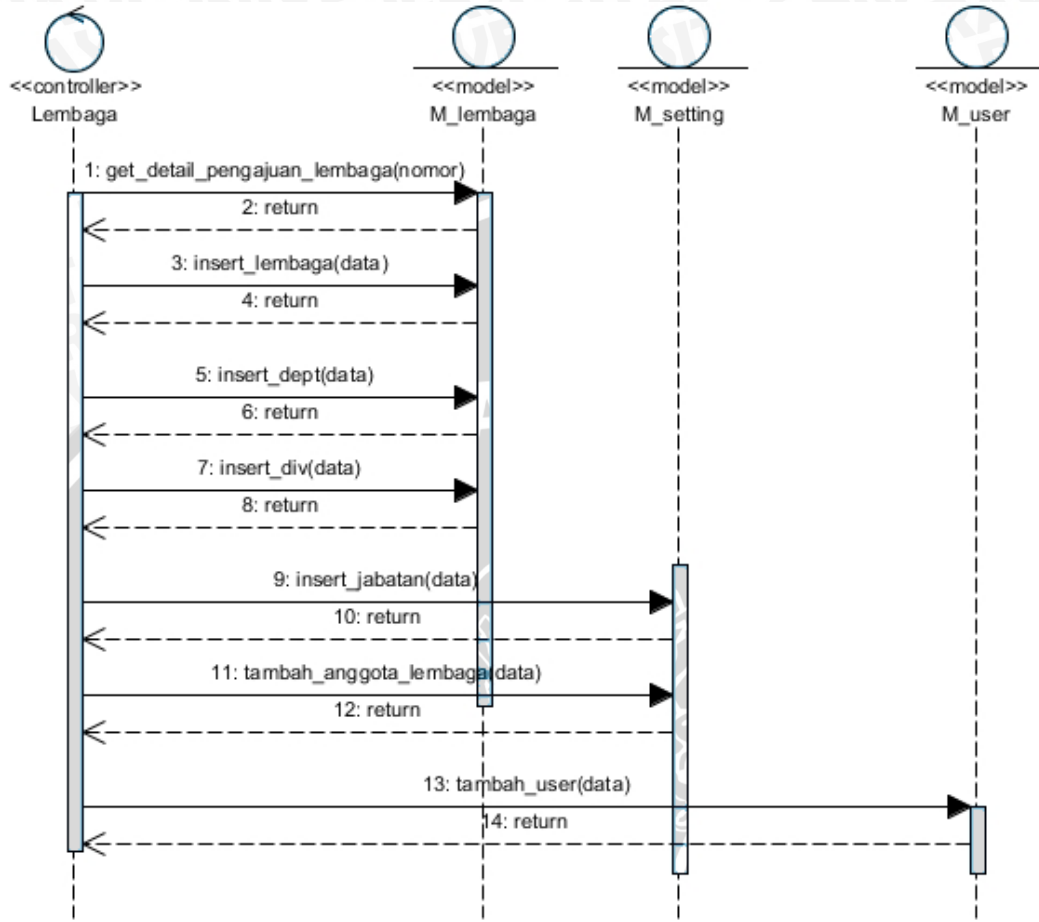 <<controller>>
Lembaga
<<model>>
M_lembaga
<<model>>
M_setting
<<model>>
M_user
1: get_detail_pengajuan_lembaga(nomor)
2: return
3: insert_lembaga(data)
4: return
5: insert_dept(data)
6: return
7: insert_div(data)
8: return
9: insert_jabatan(data)
10: return
11: tambah_anggota_lembaga(data)
12: return
13: tambah_user(data)
14: return